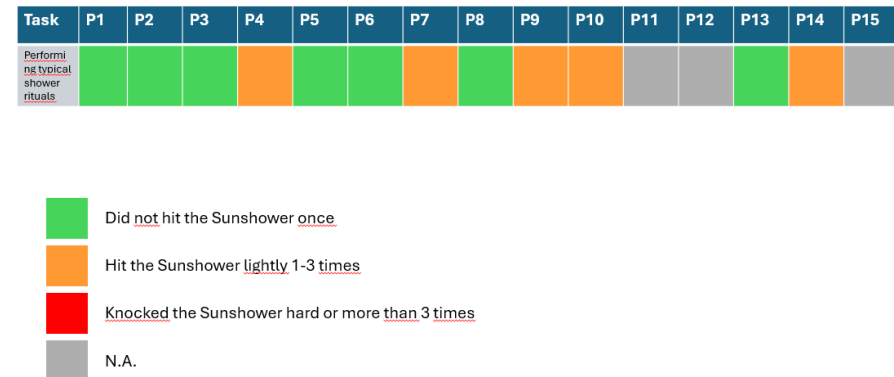 Task P1 P2 P3 P4 P5 P6 P7 P8 P9 P10 P11 P12 P13 P14 P15
Performi
ng typical
shower
rituals
Did not hit the Sunshower once
Hit the Sunshower lightly 1-3 times
Knocked the Sunshower hard or more than 3 times
N.A.